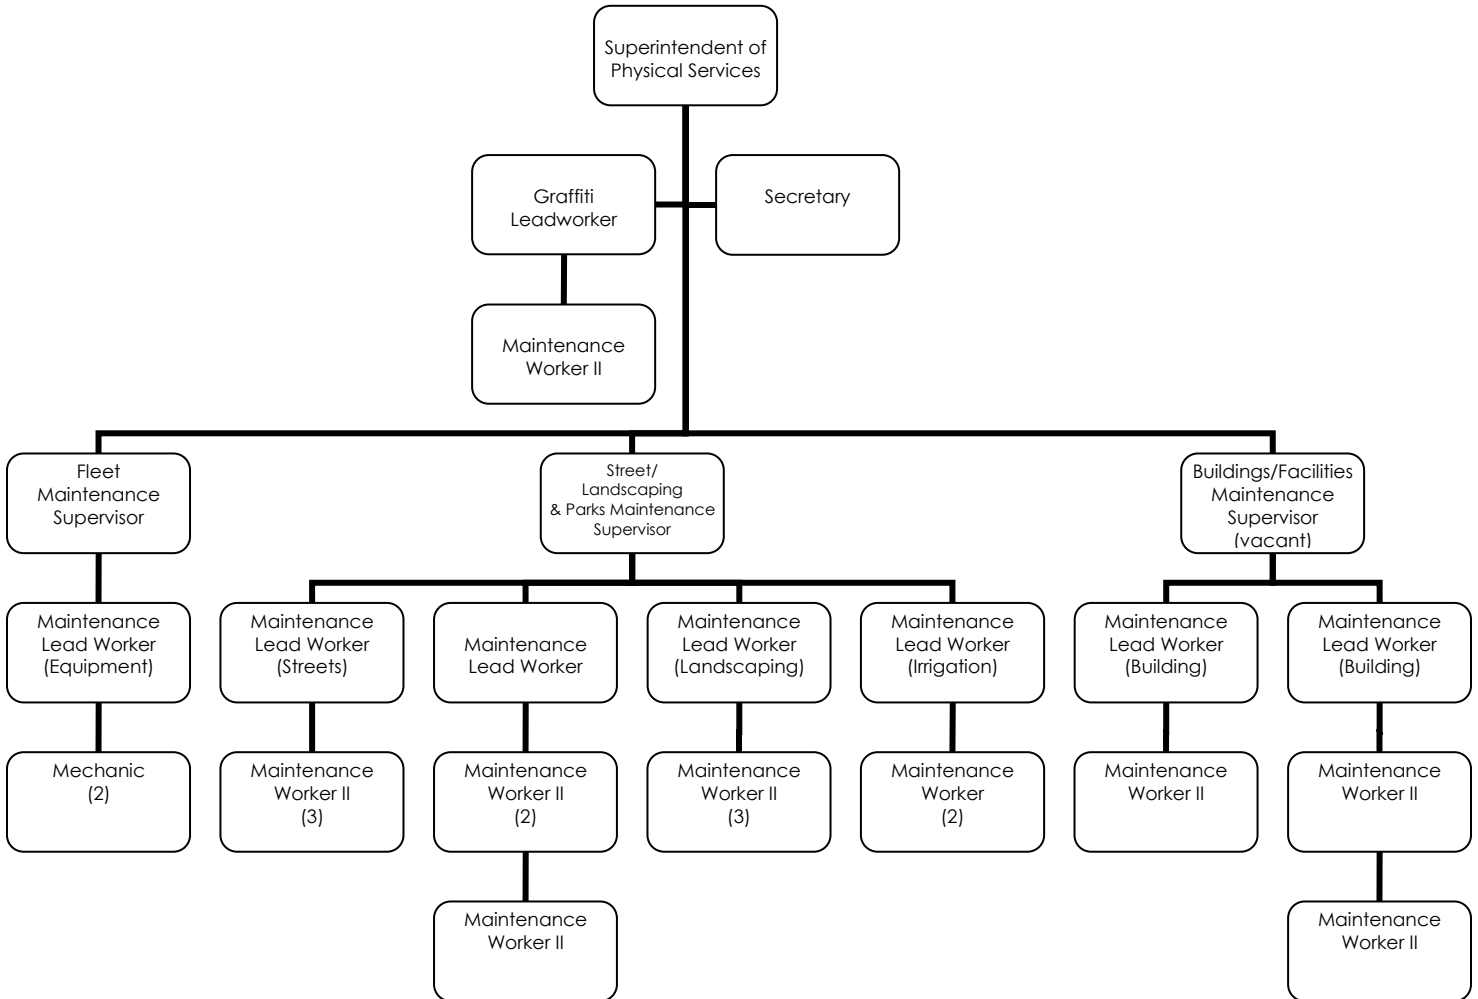 Superintendent of
Physical Services
Graffiti
Leadworker
Secretary
Maintenance
Worker II
Fleet
Maintenance
Supervisor
Street/
Landscaping
& Parks Maintenance
Supervisor
Buildings/Facilities
Maintenance
Supervisor
(vacant)
Maintenance
Lead Worker
(Equipment)
Maintenance
Lead Worker
(Streets)
Maintenance
Lead Worker
Maintenance
Lead Worker
(Landscaping)
Maintenance
Lead Worker
(Irrigation)
Maintenance
Lead Worker
(Building)
Maintenance
Lead Worker
(Building)
Mechanic
(2)
Maintenance
Worker II
(3)
Maintenance
Worker II
(2)
Maintenance
Worker II
(3)
Maintenance
Worker
(2)
Maintenance
Worker II
Maintenance
Worker II
Maintenance
Worker II
Maintenance
Worker II